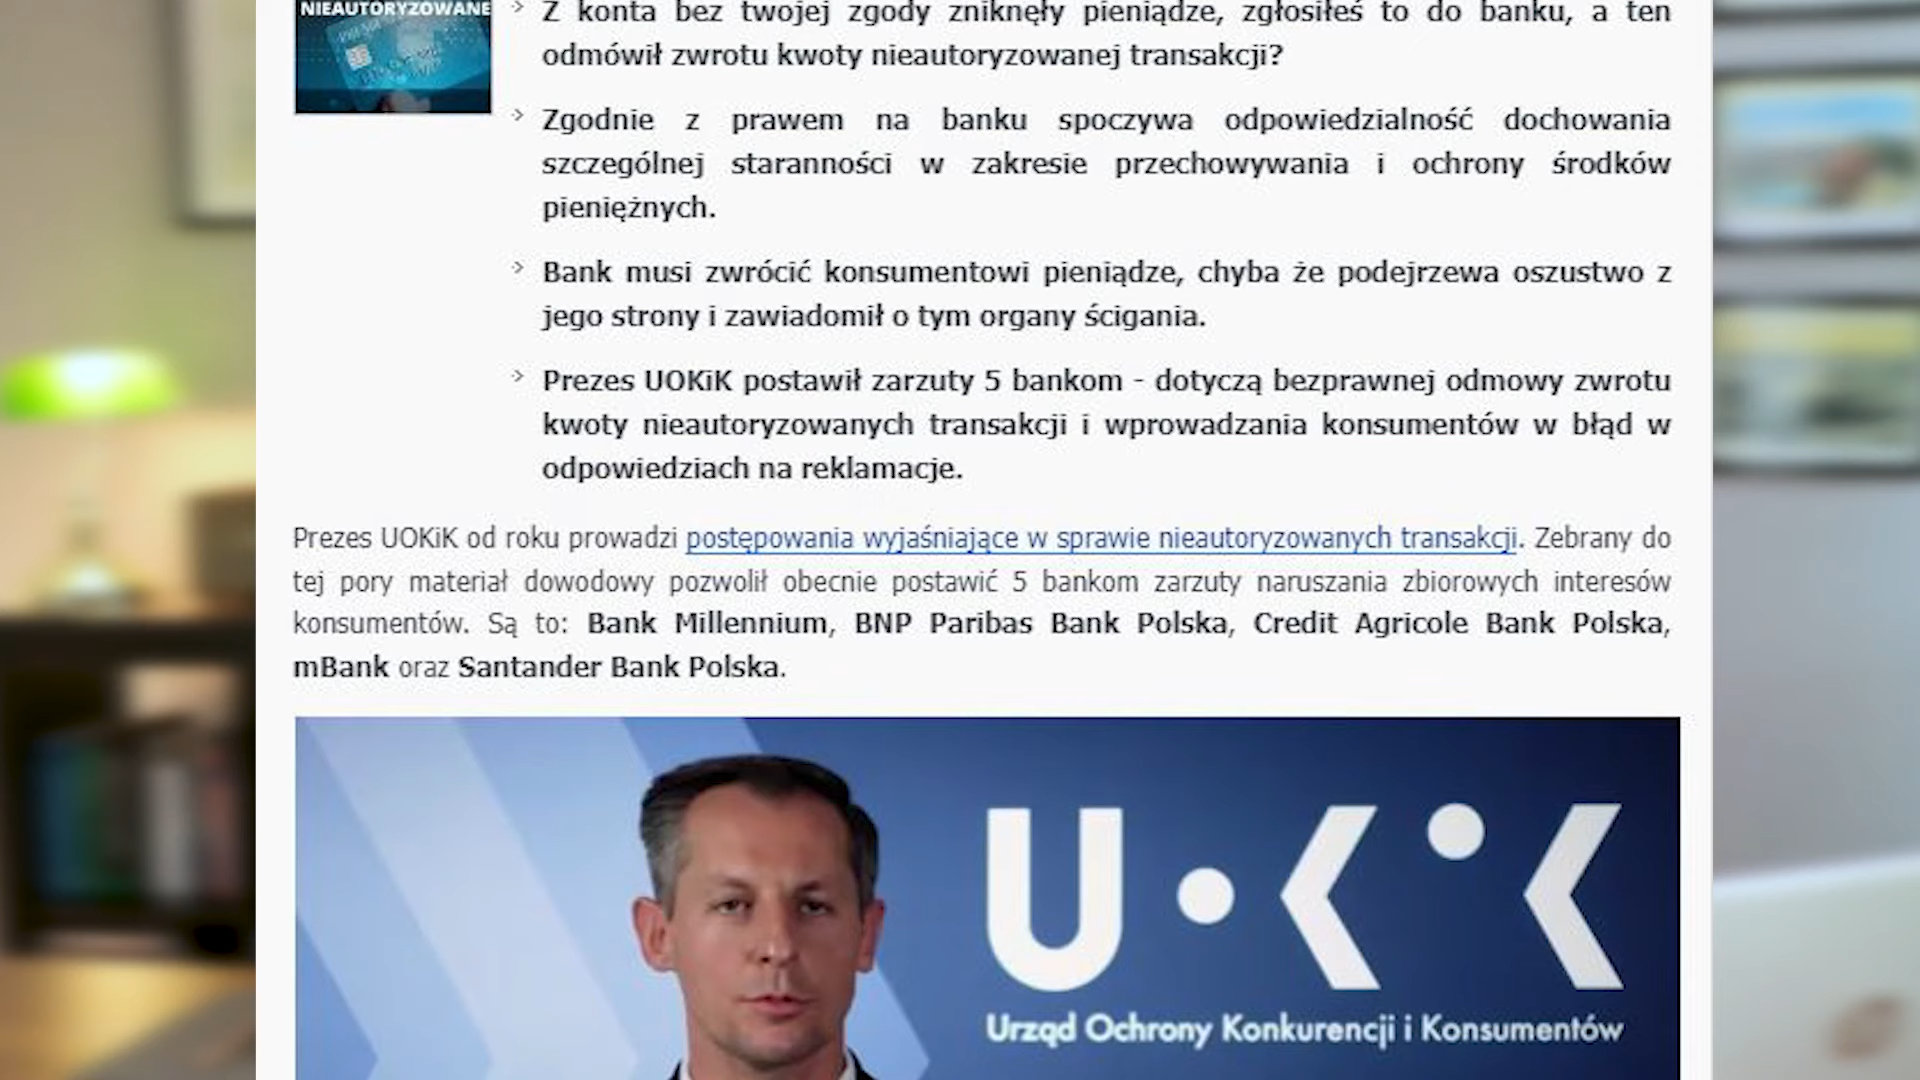 NIEAUTORYZOWANE
Z konta bez twojej zgody zniknęły pieniądze, zgłosiłeś to do banku, a ten
odmówił zwrotu kwoty nieautoryzowanej transakcji?
Zgodnie z prawem na banku spoczywa odpowiedzialność dochowania
szczególnej staranności w zakresie przechowywania i ochrony środków
pieniężnych.
Bank musi zwrócić konsumentowi pieniądze, chyba że podejrzewa oszustwo z
jego strony i zawiadomił o tym organy ścigania.
Prezes UOKiK postawił zarzuty 5 bankom - dotyczą bezprawnej odmowy zwrotu
kwoty nieautoryzowanych transakcji i wprowadzania konsumentów w błąd w
odpowiedziach na reklamacje.
Prezes UOKiK od roku prowadzi postępowania wyjaśniające w sprawie nieautoryzowanych transakcji. Zebrany do
tej pory materiał dowodowy pozwolił obecnie postawić 5 bankom zarzuty naruszania zbiorowych interesów
konsumentów. Są to: Bank Millennium, BNP Paribas Bank Polska, Credit Agricole Bank Polska,
mBank oraz Santander Bank Polska.
UOKiK
Urząd Ochrony Konkurencji i Konsumentów